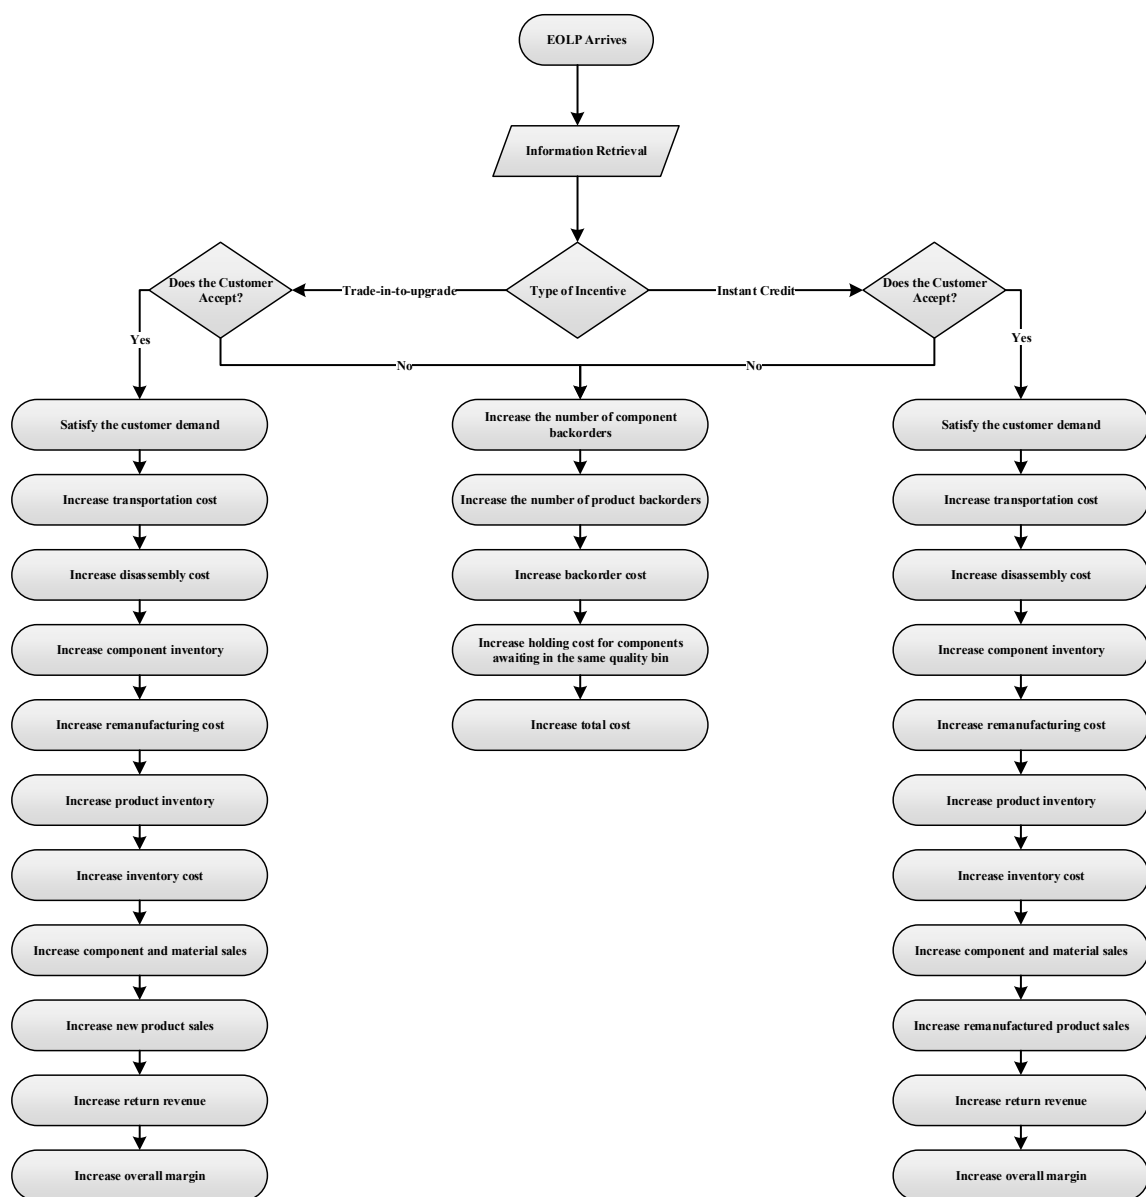 EOLP Arrives
Information Retrieval
Does the Customer
Accept?
Trade-in-to-upgrade
Type of Incentive
Instant Credit
Does the Customer
Accept?
Yes
No
No
Yes
Satisfy the customer demand
Increase transportation cost
Increase disassembly cost
Increase component inventory
Increase remanufacturing cost
Increase product inventory
Increase inventory cost
Increase component and material sales
Increase new product sales
Increase return revenue
Increase overall margin
Increase the number of component
backorders
Increase the number of product backorders
Increase backorder cost
Increase holding cost for components
awaiting in the same quality bin
Increase total cost
Satisfy the customer demand
Increase transportation cost
Increase disassembly cost
Increase component inventory
Increase remanufacturing cost
Increase product inventory
Increase inventory cost
Increase component and material sales
Increase remanufactured product sales
Increase return revenue
Increase overall margin